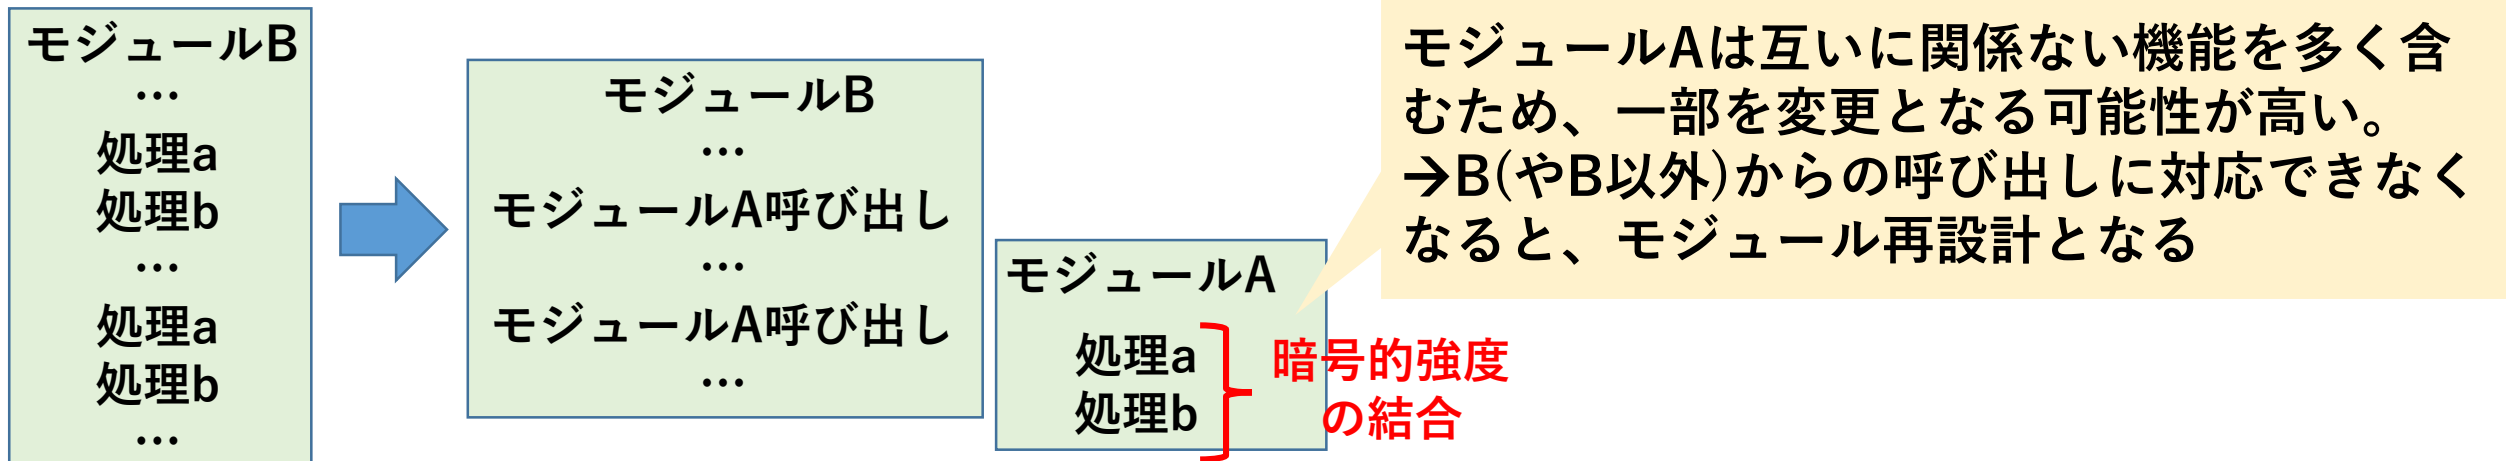 モジュールB
…
処理a
処理b
…
処理a
処理b
…
モジュールB
…
モジュールA呼び出し
…
モジュールA呼び出し
…
モジュールA
処理a
処理b
暗号的強度
の結合
モジュールAは互いに関係ない機能を多く含
むため、一部が変更となる可能性が高い。
→B(やB以外)からの呼び出しに対応できなく
なると、モジュール再設計となる